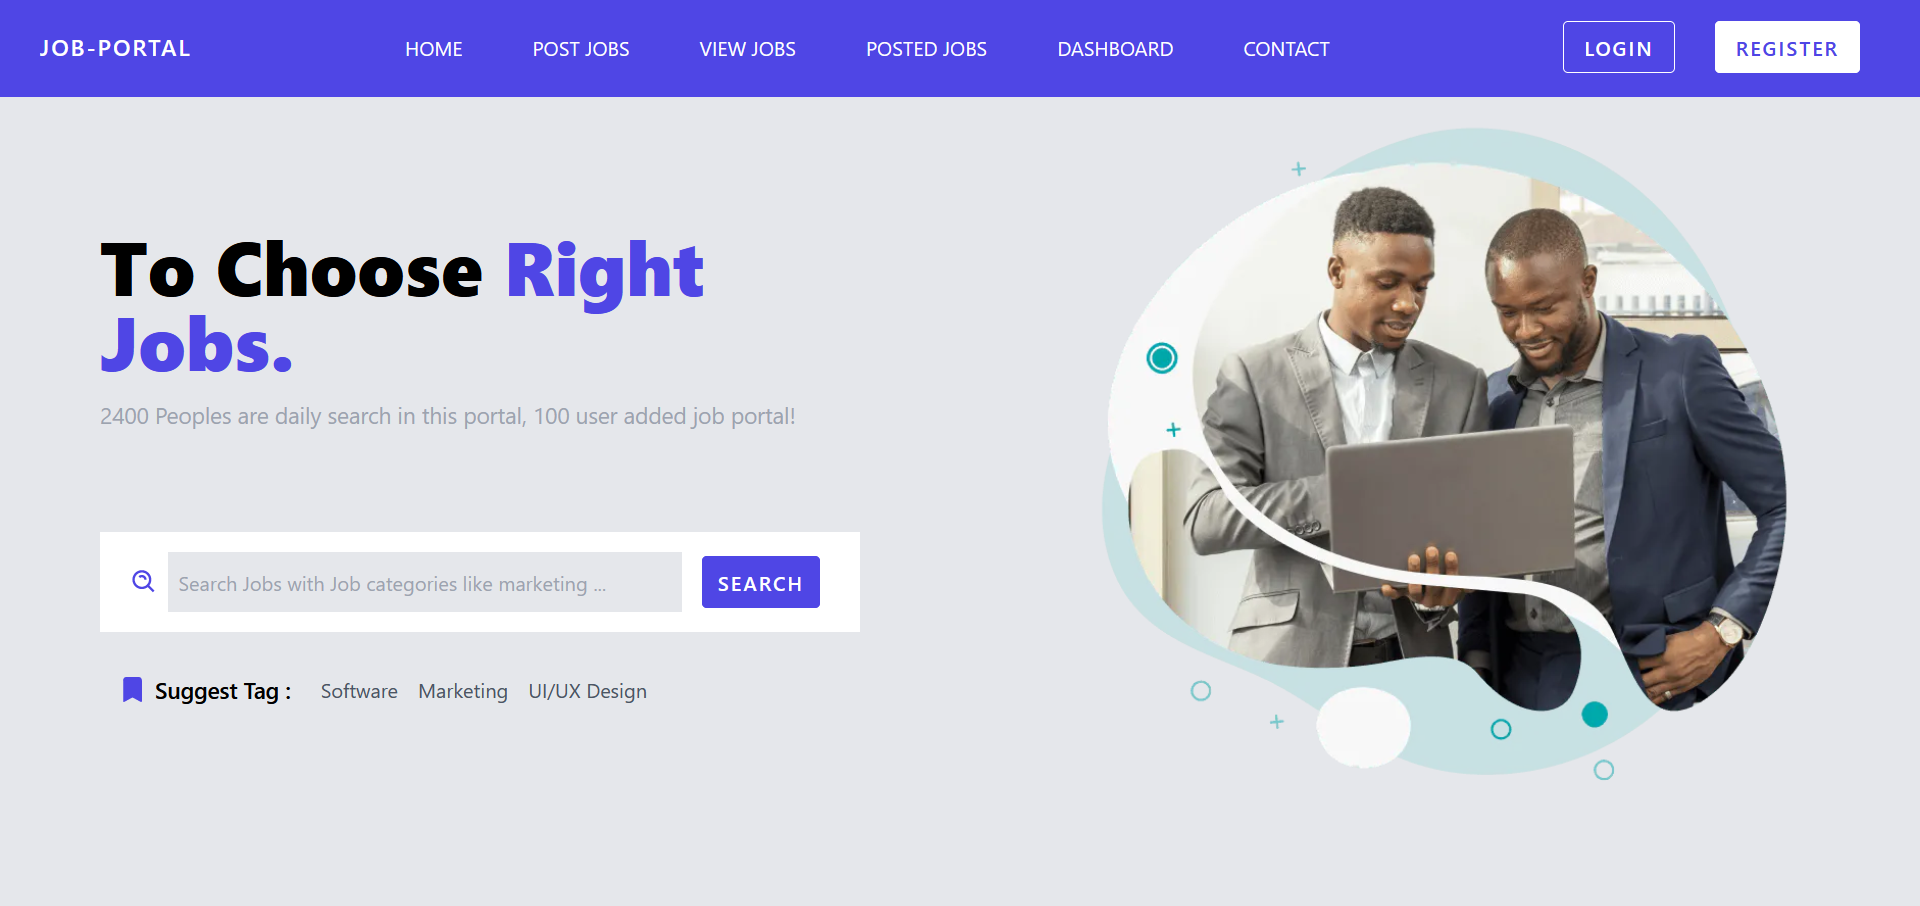 JOB-PORTAL HOME POST JOBS VIEW JOBS POSTED JOBS DASHBOARD CONTACT LOGIN REGISTER
To Choose Right
Jobs.
2400 Peoples are daily search in this portal, 100 user added job portal!
Search Jobs with Job categories like marketing ... SEARCH
Suggest Tag : Software Marketing UI/UX Design